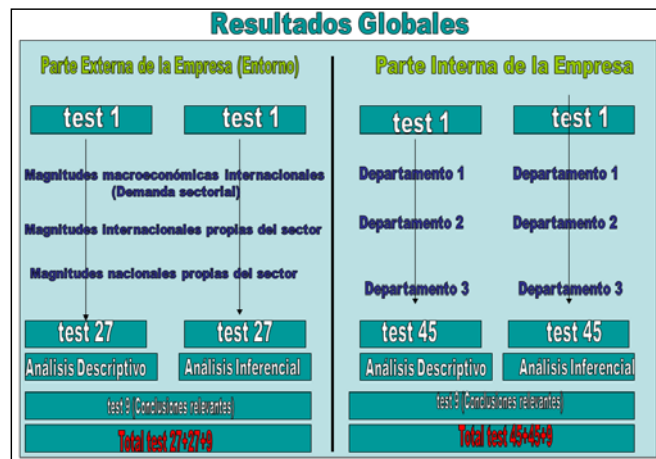 Resultados Globales
Parte Externa de la Empresa (Entorno)
test 1
test 1
Magnitudes macroeconómicas internacionales
(Demanda sectorial)
Magnitudes internacionales propias del sector
Magnitudes nacionales propias del sector
test 27
test 27
Análisis Descriptivo
Análisis Inferencial
test 9 (Conclusiones relevantes)
Total test 27+27+9
Parte Interna de la Empresa
test 1
test 1
Departamento 1
Departamento 1
Departamento 2
Departamento 2
Departamento 3
Departamento 3
test 45
test 45
Análisis Descriptivo
Análisis Inferencial
test 9 (Conclusiones relevantes)
Total test 45+45+9